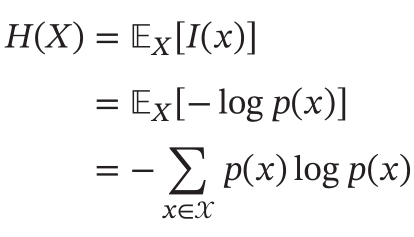 H(X) = 𝔼_X[I(x)]
= 𝔼_X[− log p(x)]
= − ∑_{x∈𝒳} p(x) log p(x)